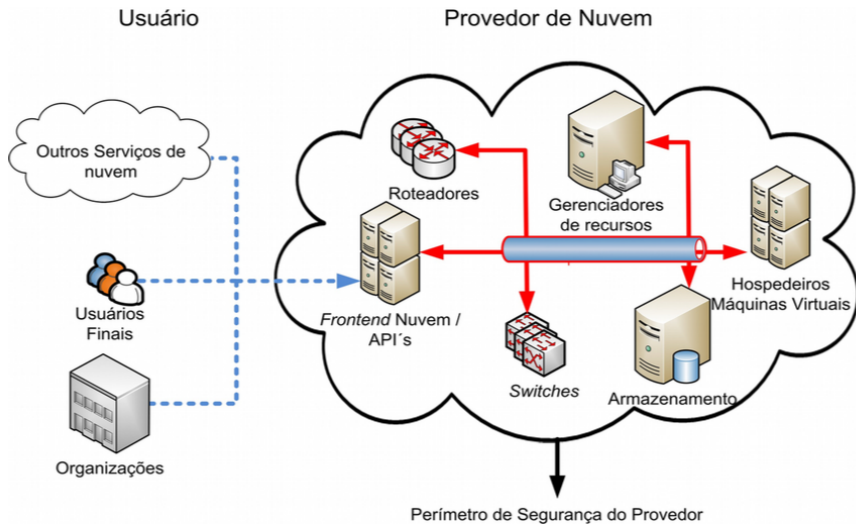 Usuário
Provedor de Nuvem
Outros Serviços de
nuvem
Usuários
Finais
Organizações
Roteadores
Gerenciadores
de recursos
Frontend Nuvem /
API´s
Switches
Hospedeiros
Máquinas Virtuais
Armazenamento
Perímetro de Segurança do Provedor